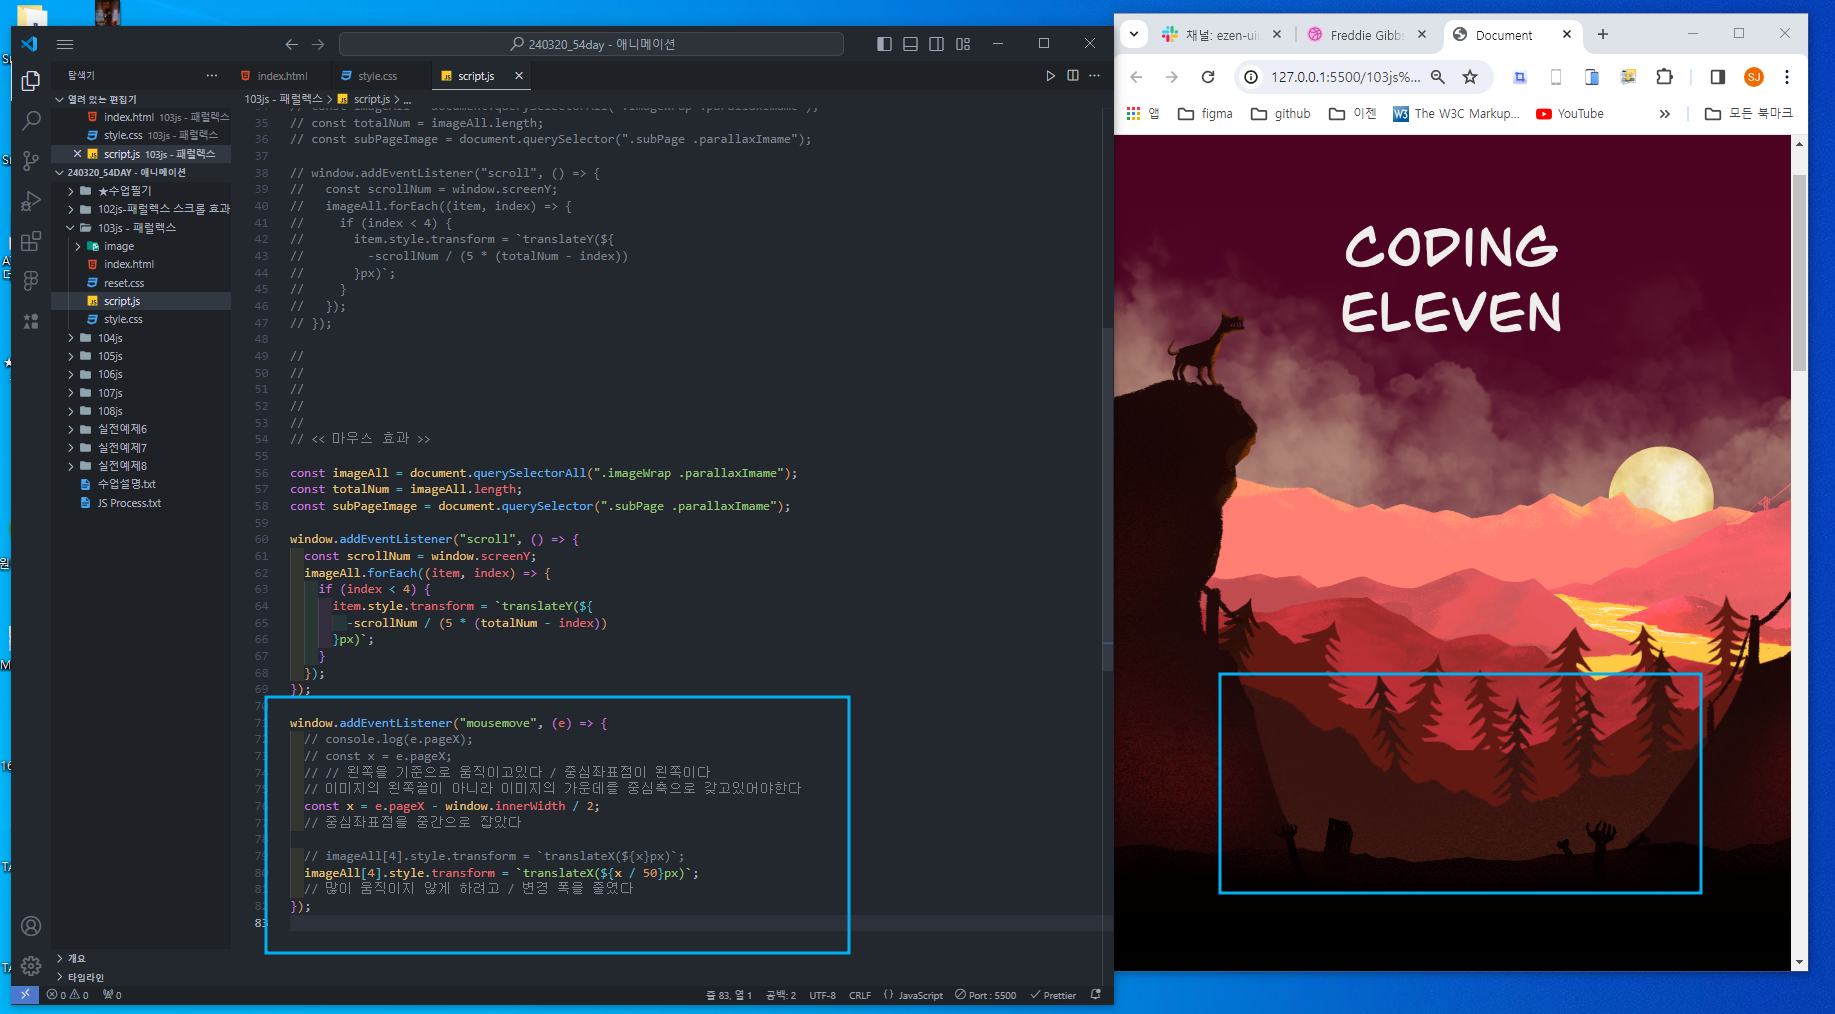 240320_54day - 애니메이션
탐색기
index.html
style.css
script.js
열려 있는 편집기
index.html 103js - 패럴렉스
style.css 103js - 패럴렉스
script.js 103js - 패럴렉스
240320_54DAY - 애니메이션
★수업필기
102js-패럴렉스 스크롤 효과
103js - 패럴렉스
image
index.html
reset.css
script.js
style.css
104js
105js
106js
107js
108js
실전예제6
실전예제7
실전예제8
수업설명.txt
JS Process.txt
개요
타임라인
103js - 패럴렉스 > script.js > ...
35 // const totalNum = imageAll.length;
36 // const subPageImage = document.querySelector(".subPage .parallaxImame");
37
38 // window.addEventListener("scroll", () => {
39 //   const scrollNum = window.screenY;
40 //   imageAll.forEach((item, index) => {
41 //     if (index < 4) {
42 //       item.style.transform = `translateY(${
43 //         -scrollNum / (5 * (totalNum - index))
44 //       }px)`;
45 //     }
46 //   });
47 // });
48
49 //
50 //
51 //
52 //
53 //
54 // << 마우스 효과 >>
55
56 const imageAll = document.querySelectorAll(".imageWrap .parallaxImame");
57 const totalNum = imageAll.length;
58 const subPageImage = document.querySelector(".subPage .parallaxImame");
59
60 window.addEventListener("scroll", () => {
61   const scrollNum = window.screenY;
62   imageAll.forEach((item, index) => {
63     if (index < 4) {
64       item.style.transform = `translateY(${
65         -scrollNum / (5 * (totalNum - index))
66       }px)`;
67     }
68   });
69 });
window.addEventListener("mousemove", (e) => {
  // console.log(e.pageX);
  // const x = e.pageX;
  // // 왼쪽을 기준으로 움직이고있다 / 중심좌표점이 왼쪽이다
  // 이미지의 왼쪽끝이 아니라 이미지의 가운데를 중심축으로 갖고있어야한다
  const x = e.pageX - window.innerWidth / 2;
  // 중심좌표점을 중간으로 잡았다
  // imageAll[4].style.transform = `translateX(${x}px)`;
  imageAll[4].style.transform = `translateX(${x / 50}px)`;
  // 많이 움직이지 않게 하려고 / 변경 폭을 줄였다
});
83
0 0 0
줄 83, 열 1 공백: 2 UTF-8 CRLF {} JavaScript Port : 5500 Prettier
채널: ezen-ui
Freddie Gibbs
Document
127.0.0.1:5500/103js%...
SJ
앱 figma github 이젠 The W3C Markup... YouTube » 모든 북마크
CODING
ELEVEN